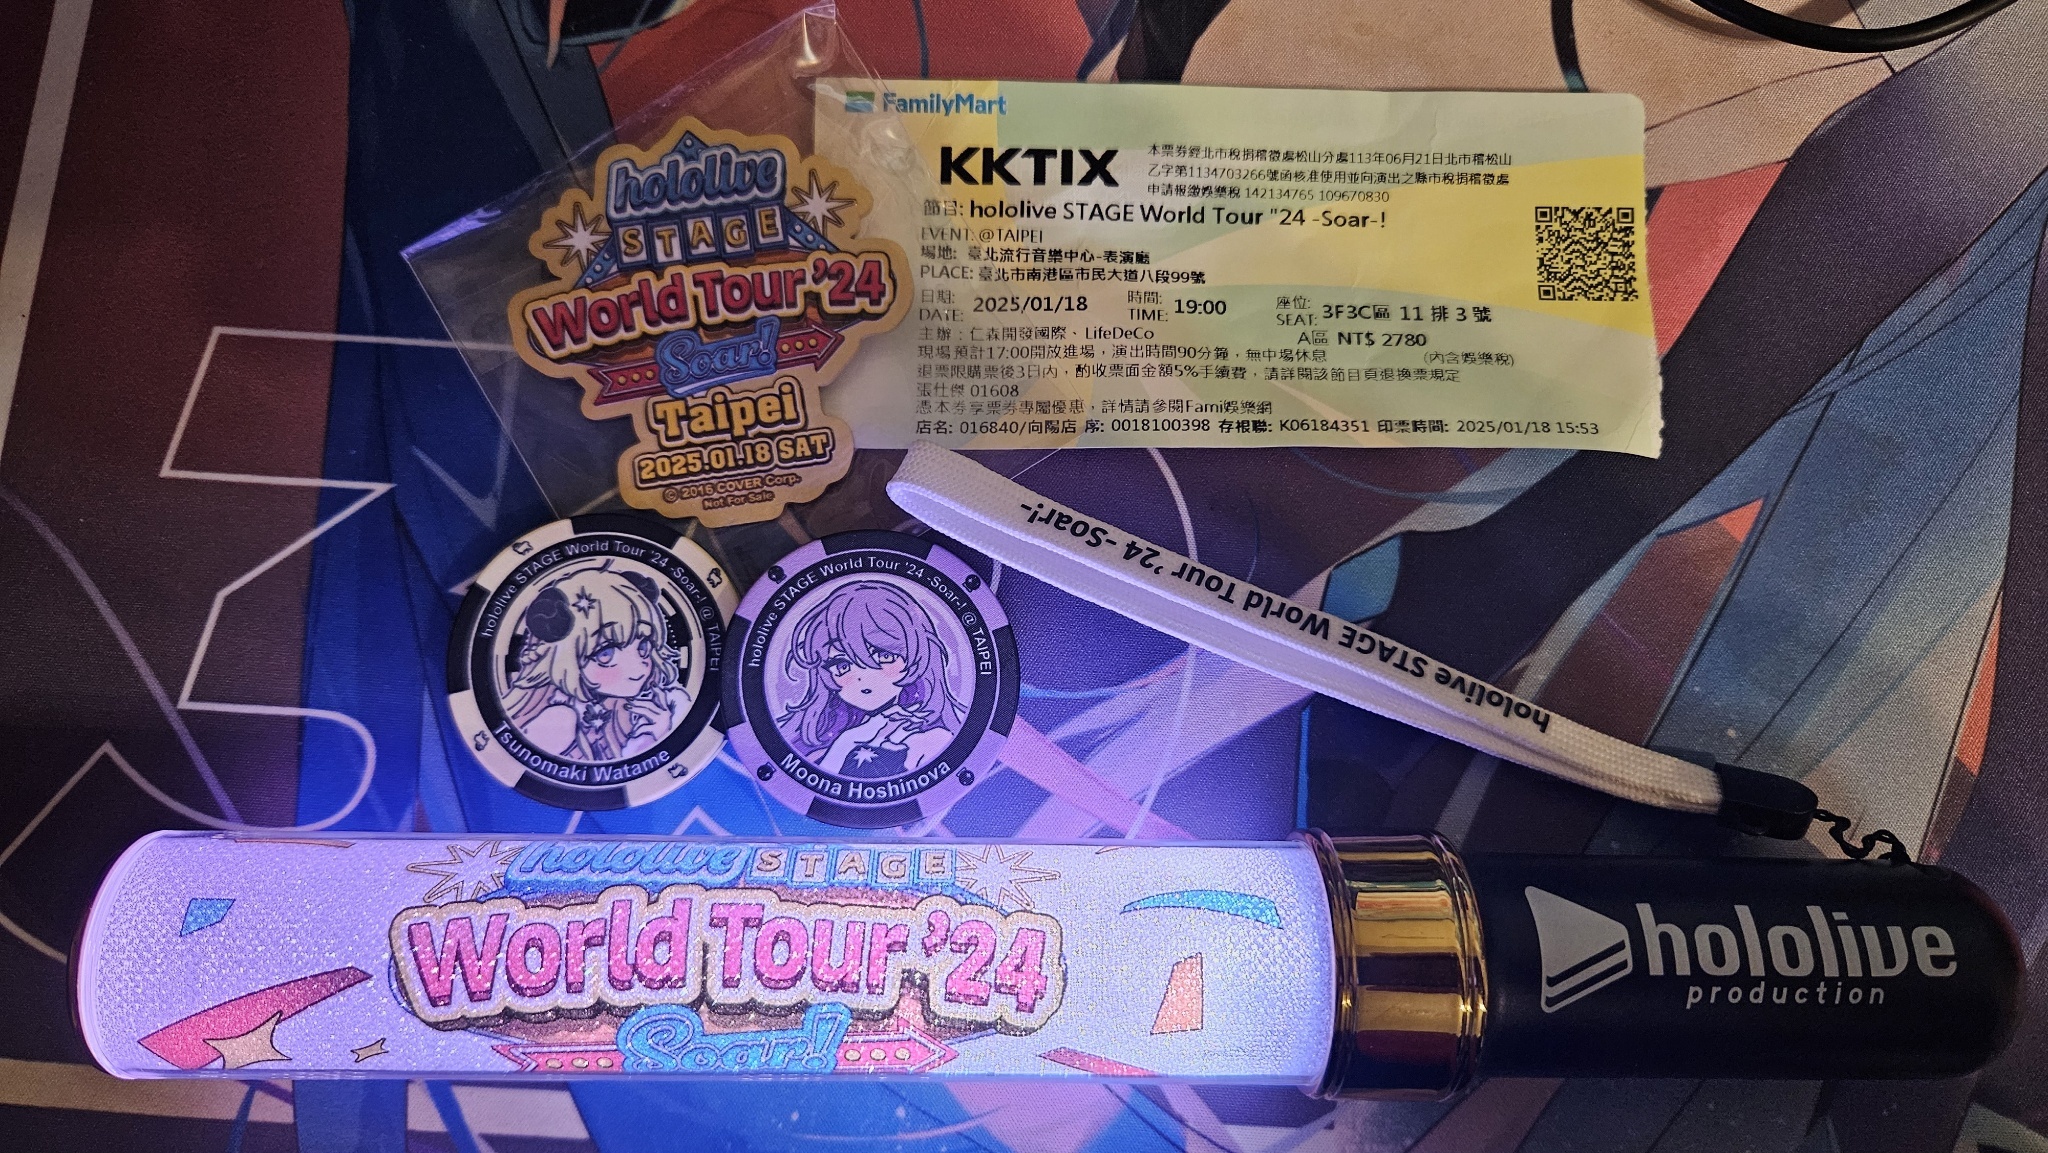 hololive
STAGE
World Tour '24
Soar!
Taipei
2025.01.18 SAT
© 2016 COVER Corp.
Not For Sale
FamilyMart
KKTIX
本票券經北市稅捐稽徵處松山分處113年06月21日北市稽松山
乙字第1134703266號函核准使用並向演出之縣市稅捐稽徵處
申請報繳娛樂稅 142134765 109670830
節目: hololive STAGE World Tour "24 -Soar-!
EVENT: @TAIPEI
場地: 臺北流行音樂中心-表演廳
PLACE: 臺北市南港區市民大道八段99號
日期: DATE: 2025/01/18 時間: TIME: 19:00 座位: SEAT: 3F3C區 11 排 3 號
主辦: 仁森開發國際、LifeDeCo A區 NT$ 2780
現場預計17:00開放進場，演出時間90分鐘，無中場休息 (內含娛樂稅)
退票限購票後3日內，酌收票面金額5%手續費，請詳閱該節目頁退換票規定
張仕傑 01608
憑本券享票券專屬優惠，詳情請參閱Fami娛樂網
店名: 016840/向陽店 序: 0018100398 存根聯: K06184351 印票時間: 2025/01/18 15:53
hololive STAGE World Tour '24 -Soar!-
hololive STAGE World Tour '24 -Soar-! @ TAIPEI
Tsunomaki Watame
hololive STAGE World Tour '24 -Soar-! @ TAIPEI
Moona Hoshinova
hololive STAGE
World Tour '24
Soar!
hololive
production